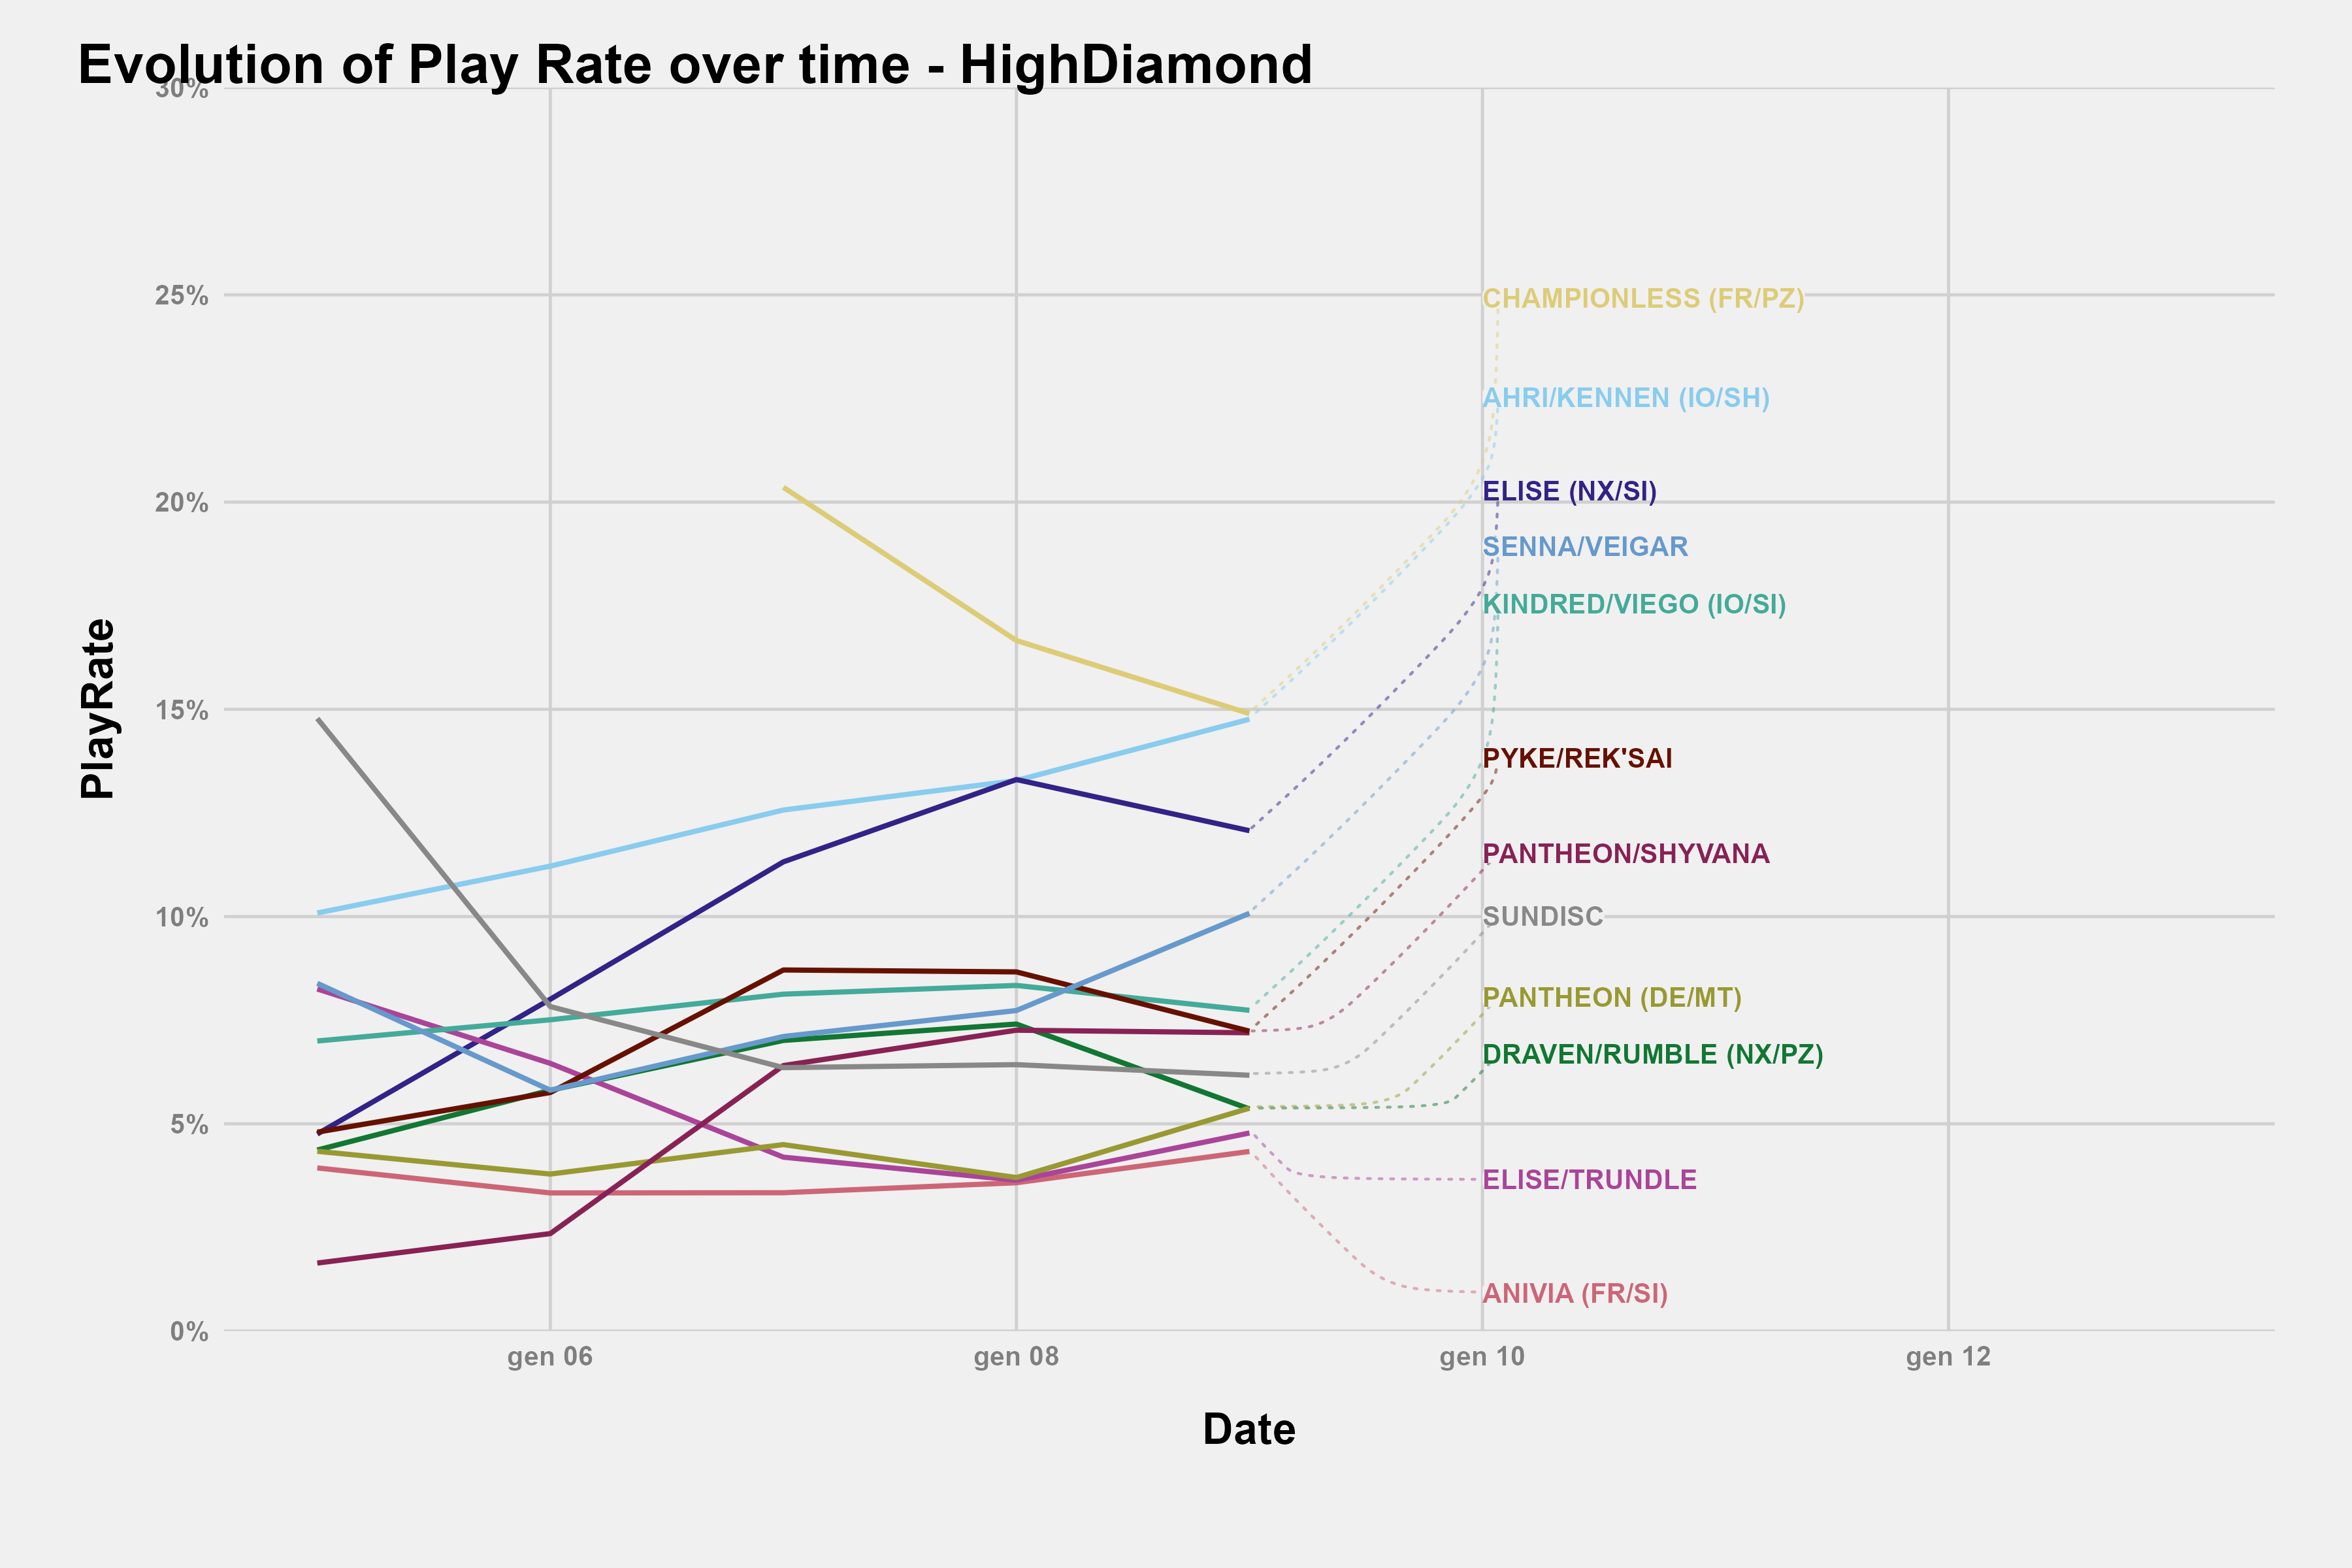 Evolution of Play Rate over time - HighDiamond
PlayRate
30%
25%
20%
15%
10%
5%
0%
CHAMPIONLESS (FR/PZ)
AHRI/KENNEN (IO/SH)
ELISE (NX/SI)
SENNA/VEIGAR
KINDRED/VIEGO (IO/SI)
PYKE/REK'SAI
PANTHEON/SHYVANA
SUNDISC
PANTHEON (DE/MT)
DRAVEN/RUMBLE (NX/PZ)
ELISE/TRUNDLE
ANIVIA (FR/SI)
gen 06
gen 08
gen 10
gen 12
Date